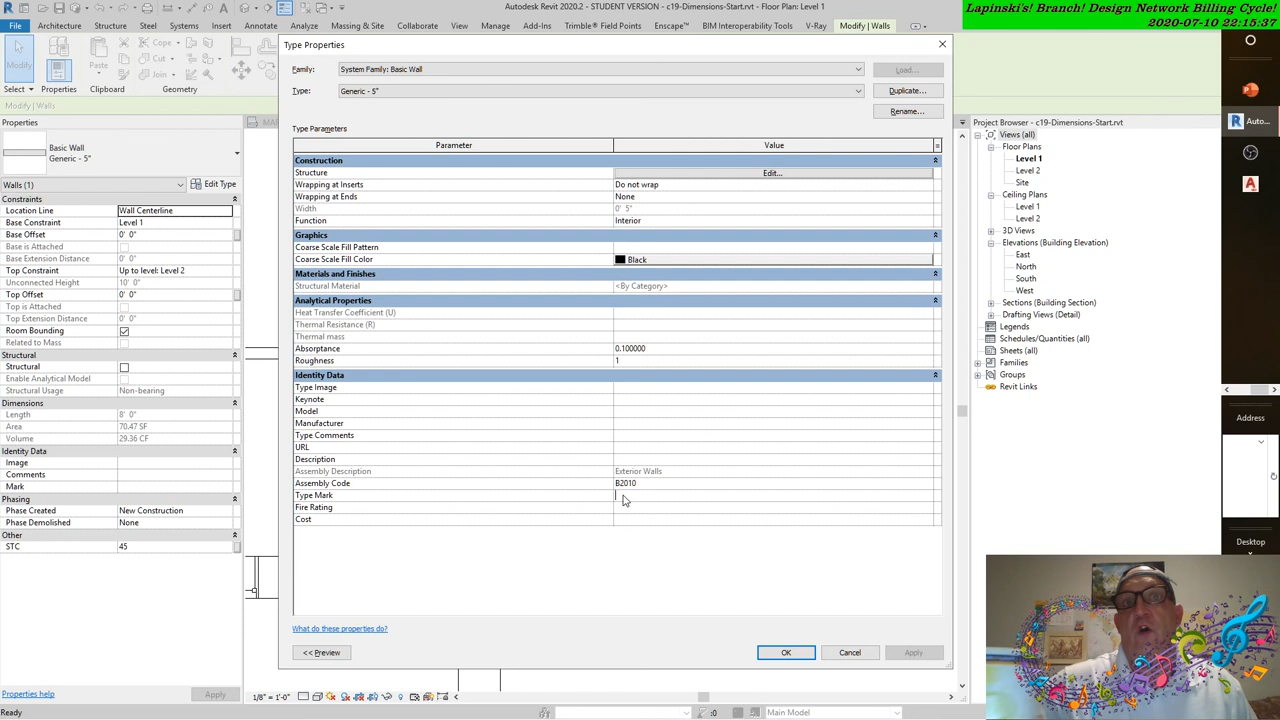 Autodesk Revit 2020.2 - STUDENT VERSION - c19-Dimensions-Start.rvt - Floor Plan: Level 1
Lapinski's! Branch! Design Network Billing Cycle!
2020-07-10 22:15:37
File Architecture Structure Steel Systems Insert Annotate Analyze Massing & Site Collaborate View Manage Add-Ins Trimble® Field Points Enscape™ BIM Interoperability Tools V-Ray Modify | Walls
Modify
Paste
Cope
Cut
Join
Select Properties Clipboard Geometry
Modify | Walls
Properties
Basic Wall
Generic - 5"
Walls (1) Edit Type
Constraints
Location Line Wall Centerline
Base Constraint Level 1
Base Offset 0' 0"
Base is Attached
Base Extension Distance 0' 0"
Top Constraint Up to level: Level 2
Unconnected Height 10' 0"
Top Offset 0' 0"
Top is Attached
Top Extension Distance 0' 0"
Room Bounding
Related to Mass
Structural
Structural
Enable Analytical Model
Structural Usage Non-bearing
Dimensions
Length 8' 0"
Area 70.47 SF
Volume 29.36 CF
Identity Data
Image
Comments
Mark
Phasing
Phase Created New Construction
Phase Demolished None
Other
STC 45
Properties help Apply
Ready
Type Properties
Family: System Family: Basic Wall Load...
Type: Generic - 5" Duplicate...
Rename...
Type Parameters
Parameter Value =
Construction
Structure Edit...
Wrapping at Inserts Do not wrap
Wrapping at Ends None
Width 0' 5"
Function Interior
Graphics
Coarse Scale Fill Pattern
Coarse Scale Fill Color Black
Materials and Finishes
Structural Material <By Category>
Analytical Properties
Heat Transfer Coefficient (U)
Thermal Resistance (R)
Thermal mass
Absorptance 0.100000
Roughness 1
Identity Data
Type Image
Keynote
Model
Manufacturer
Type Comments
URL
Description
Assembly Description Exterior Walls
Assembly Code B2010
Type Mark
Fire Rating
Cost
What do these properties do?
<< Preview OK Cancel Apply
1/8" = 1'-0"
:0 Main Model
Project Browser - c19-Dimensions-Start.rvt
Views (all)
Floor Plans
Level 1
Level 2
Site
Ceiling Plans
Level 1
Level 2
3D Views
Elevations (Building Elevation)
East
North
South
West
Sections (Building Section)
Drafting Views (Detail)
Legends
Schedules/Quantities (all)
Sheets (all)
Families
Groups
Revit Links
Auto...
Address
Desktop